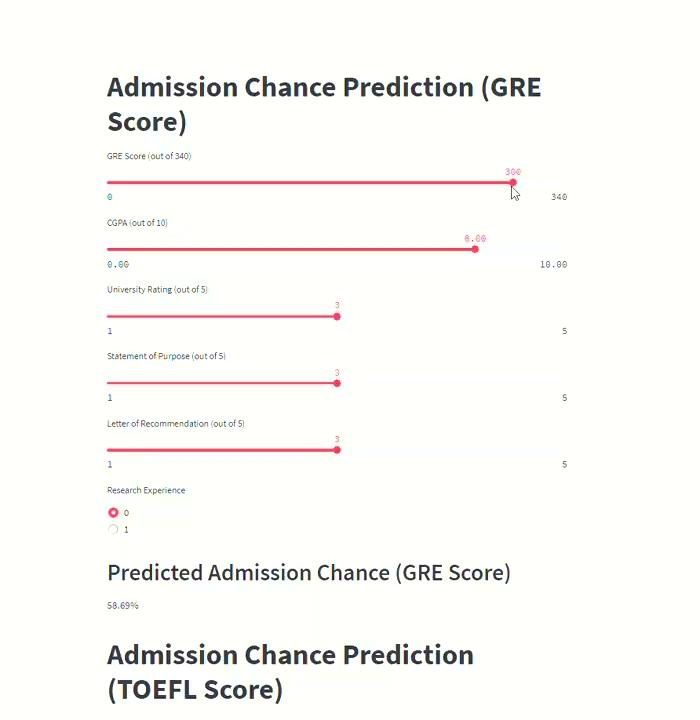 Admission Chance Prediction (GRE
Score)
GRE Score (out of 340)
300
0
340
CGPA (out of 10)
8.00
0.00
10.00
University Rating (out of 5)
3
1
5
Statement of Purpose (out of 5)
3
1
5
Letter of Recommendation (out of 5)
3
1
5
Research Experience
0
1
Predicted Admission Chance (GRE Score)
58.69%
Admission Chance Prediction
(TOEFL Score)